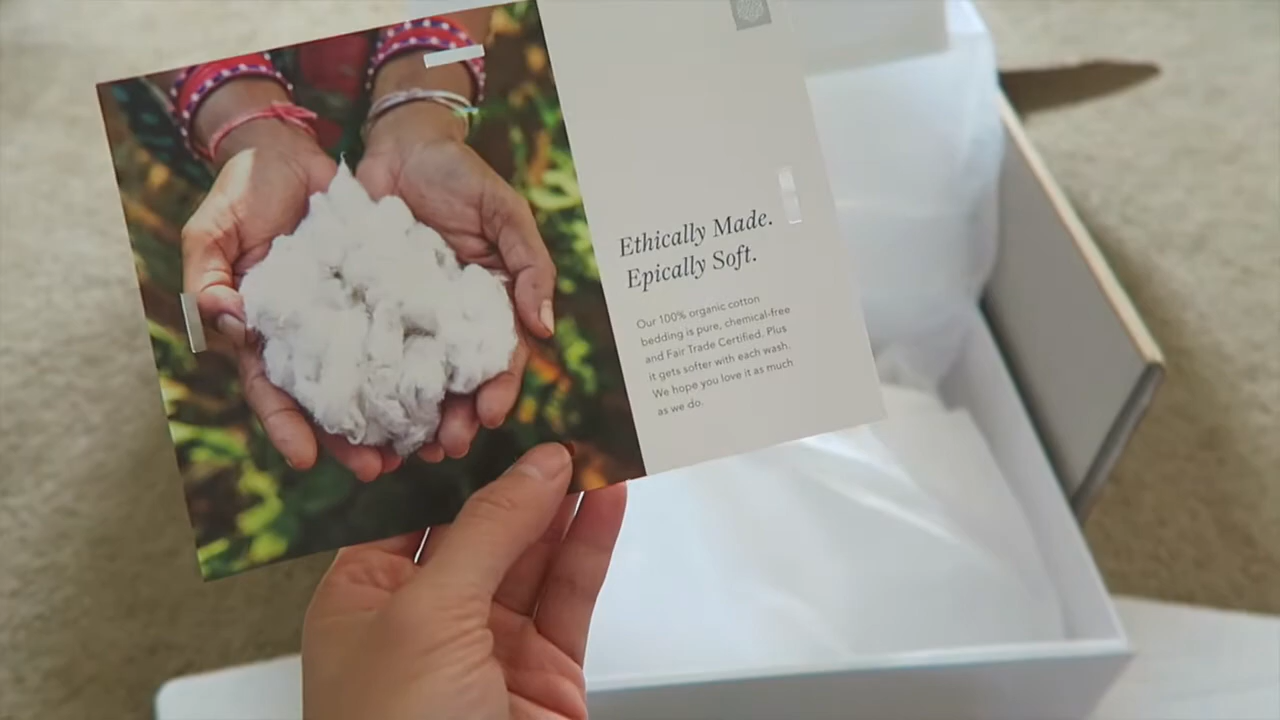 Ethically Made.
Epically Soft.
Our 100% organic cotton
bedding is pure, chemical-free
and Fair Trade Certified. Plus
it gets softer with each wash.
We hope you love it as much
as we do.